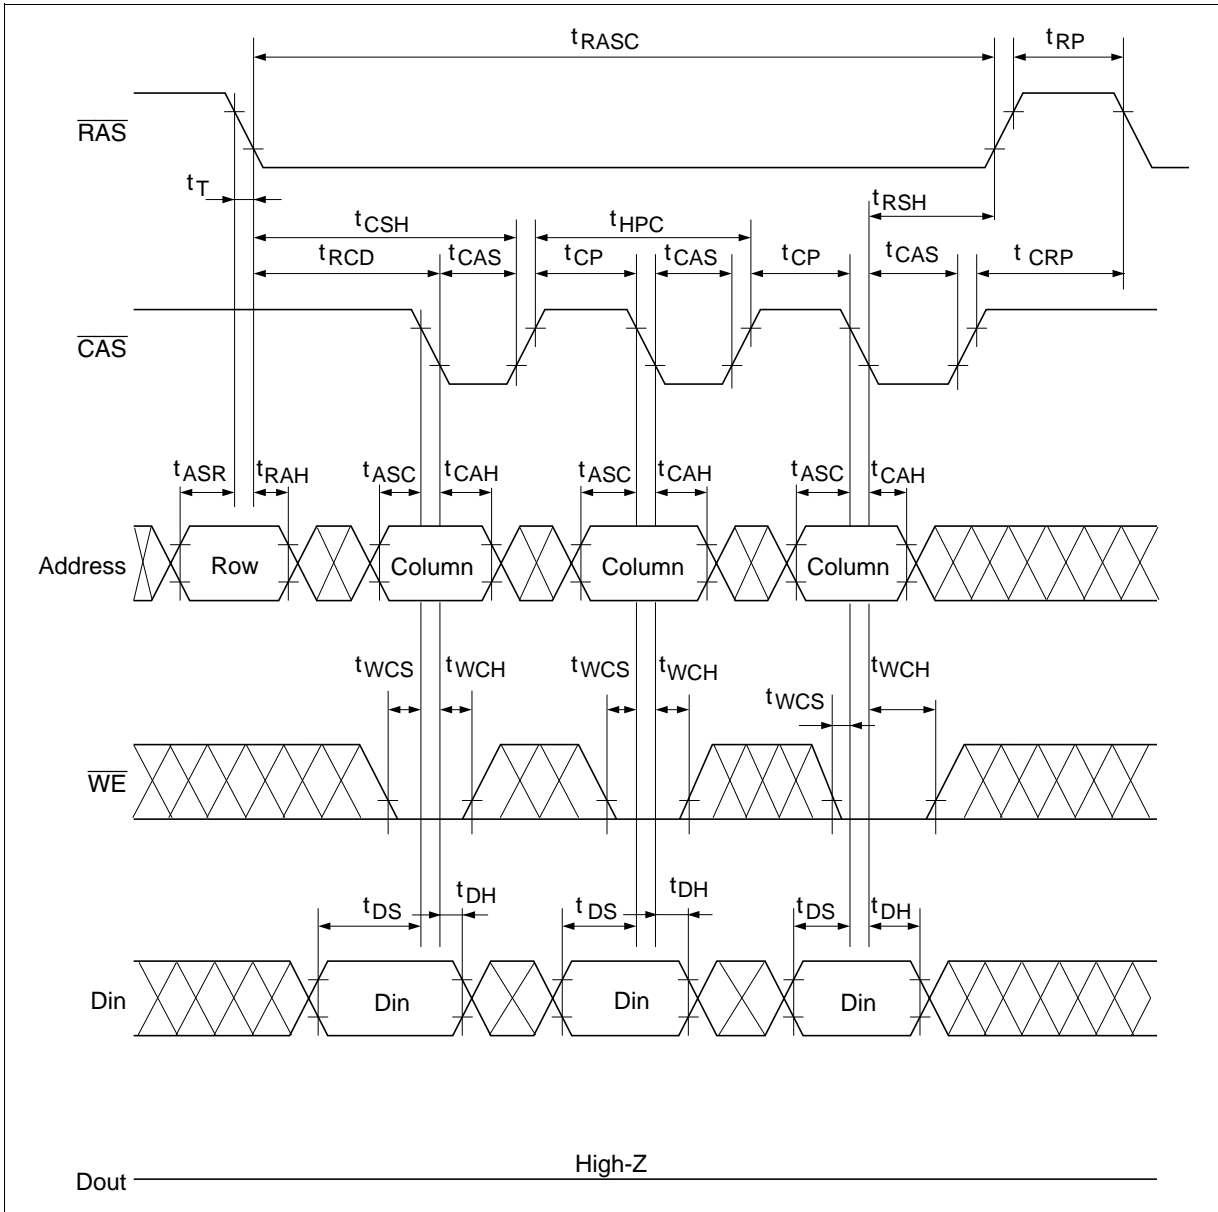 tRASC tRP
RAS
tT tRSH
tCSH tHPC
tRCD tCAS tCP tCAS tCP tCAS tCRP
CAS
tASR tRAH tASC tCAH tASC tCAH tASC tCAH
Address Row Column Column Column
tWCS tWCH tWCS tWCH tWCS tWCH
WE
tDS tDH tDS tDH tDS tDH
Din Din Din Din
High-Z
Dout